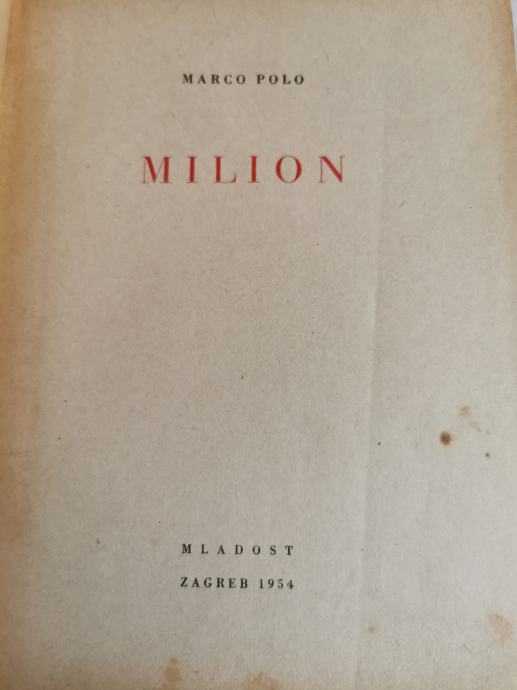 MARCO POLO
MILION
MLADOST
ZAGREB 1954